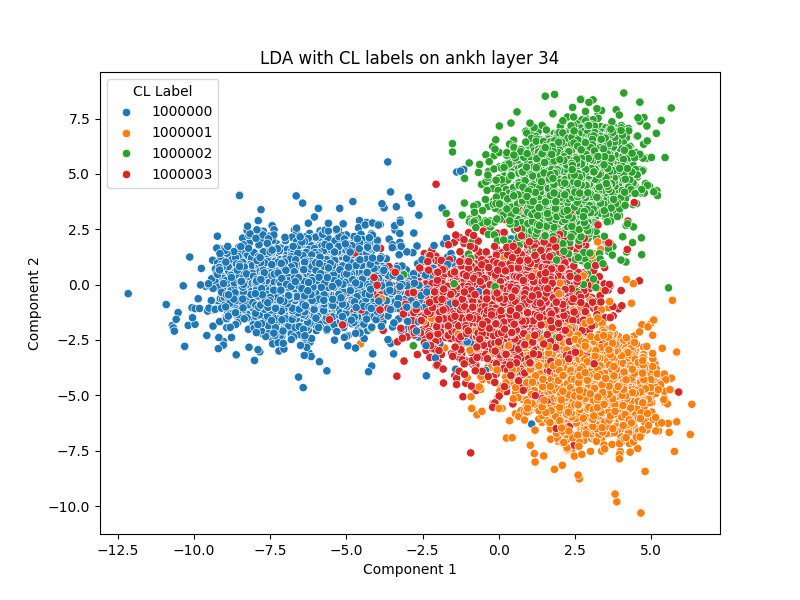 LDA with CL labels on ankh layer 34
CL Label
1000000
1000001
1000002
1000003
7.5
5.0
2.5
0.0
−2.5
−5.0
−7.5
−10.0
Component 2
−12.5 −10.0 −7.5 −5.0 −2.5 0.0 2.5 5.0
Component 1